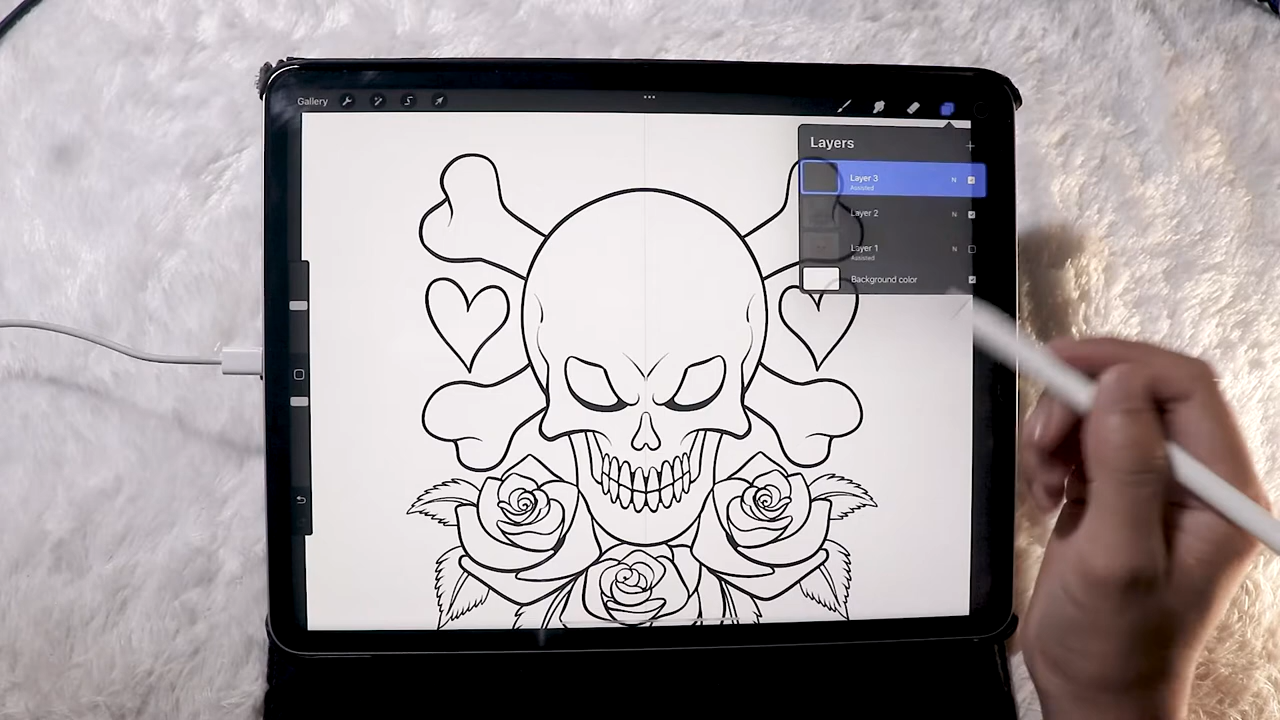 Gallery
Layers
Layer 3
N
Assisted
Layer 2
N
Layer 1
N
Assisted
Background color